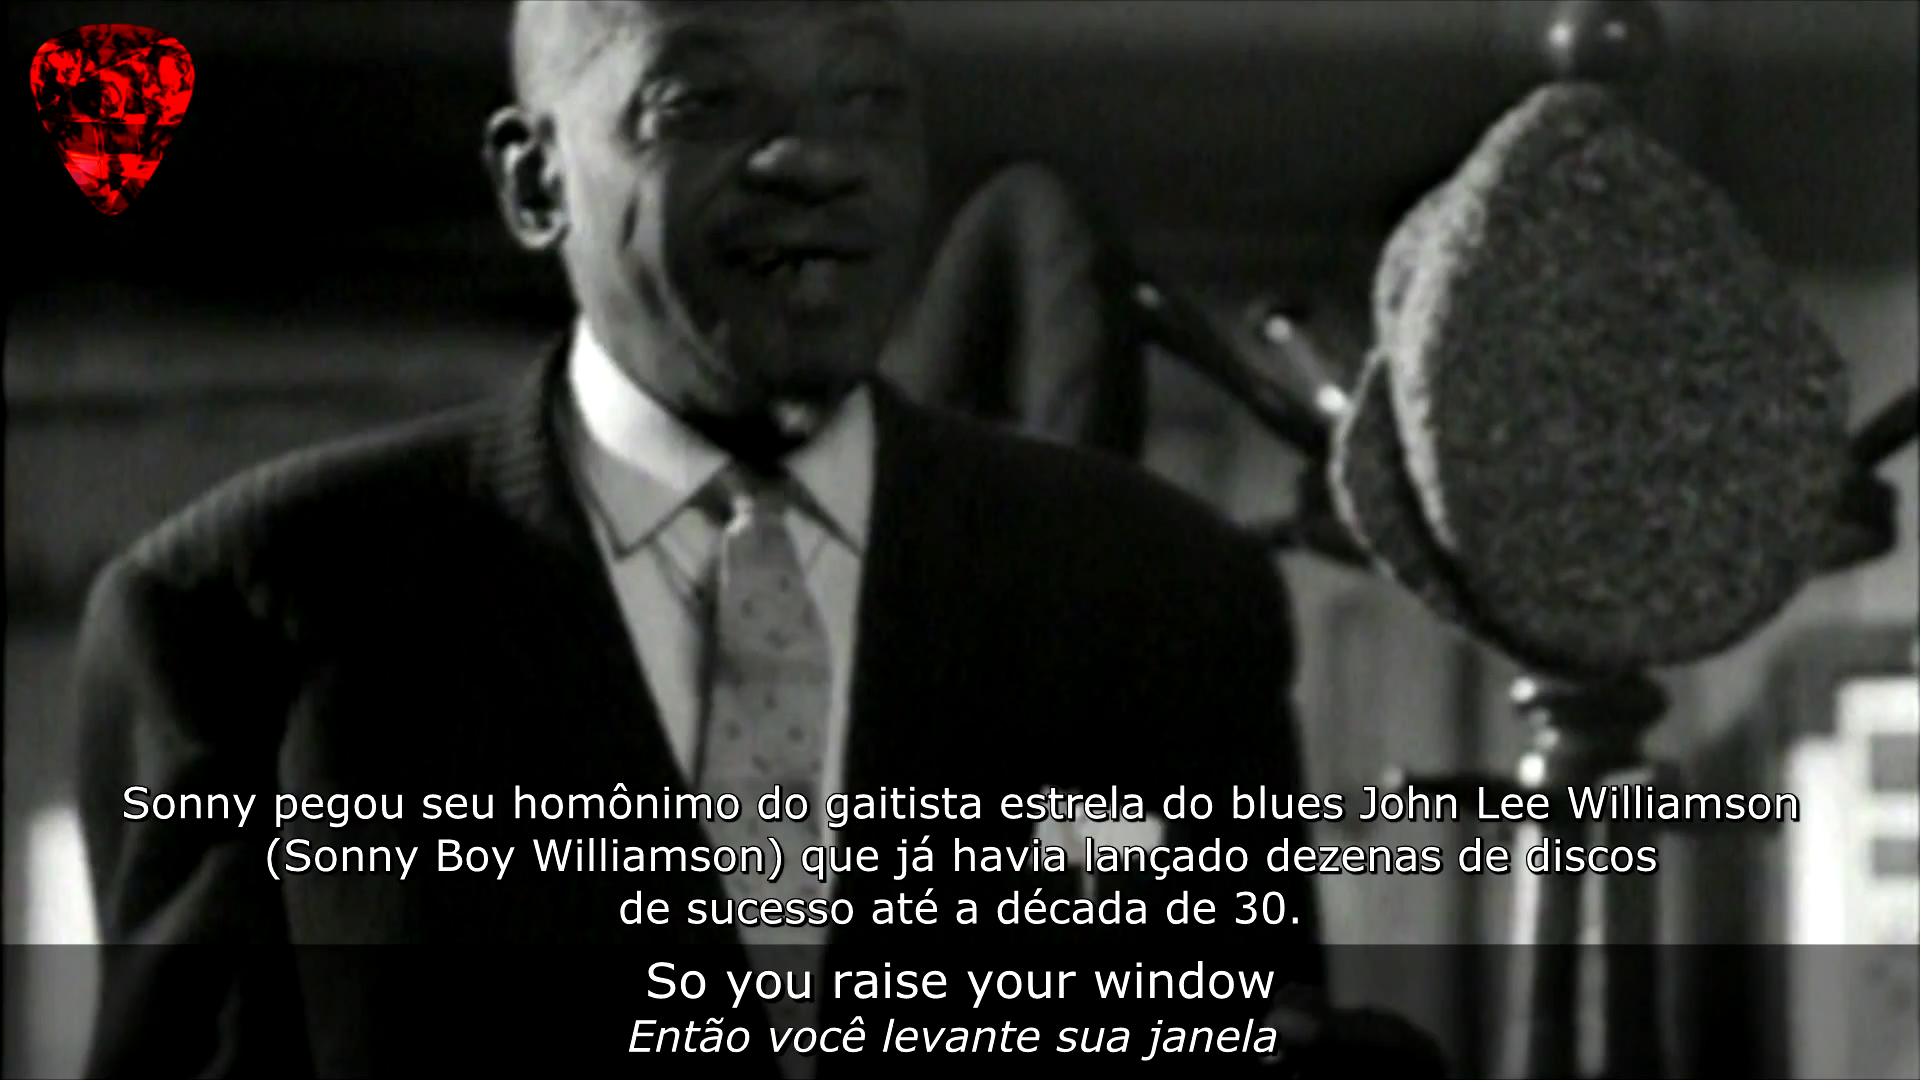 Sonny pegou seu homônimo do gaitista estrela do blues John Lee Williamson
(Sonny Boy Williamson) que já havia lançado dezenas de discos
de sucesso até a década de 30.
So you raise your window
Então você levante sua janela